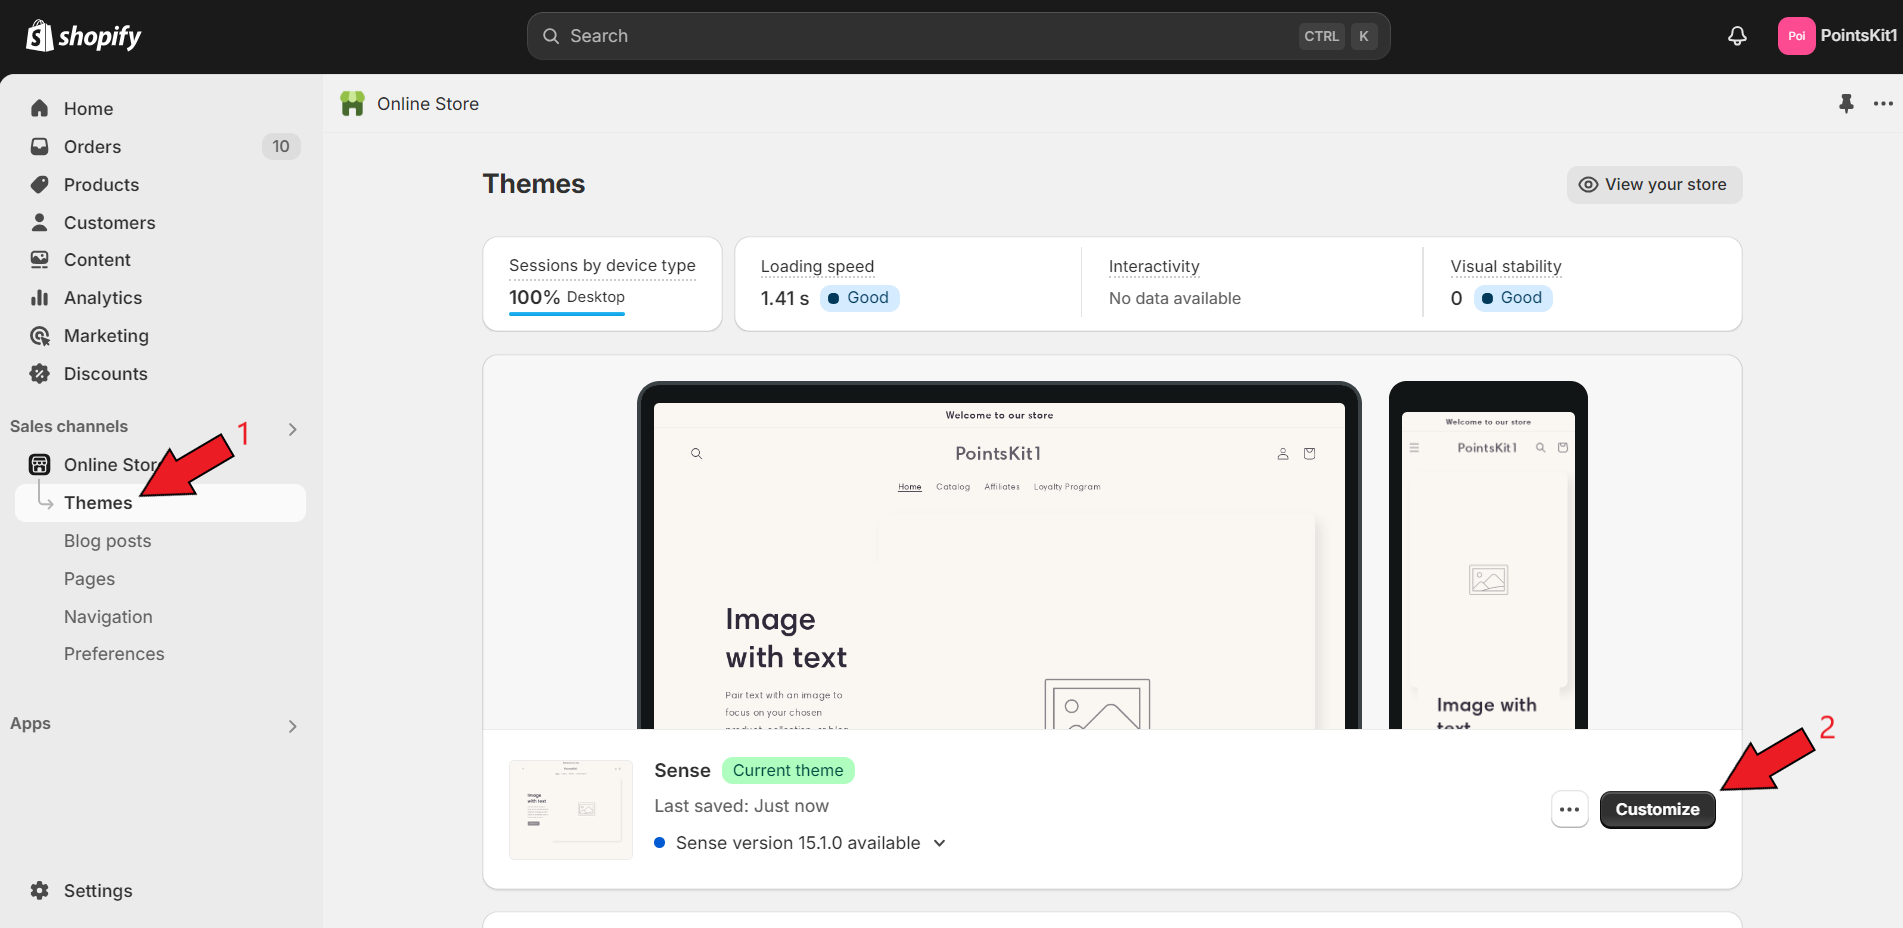 shopify
Search
CTRL K
Pol
PointsKit1
Home
Orders 10
Products
Customers
Content
Analytics
Marketing
Discounts
Sales channels
1
Online Stor
Themes
Blog posts
Pages
Navigation
Preferences
Apps
Settings
Online Store
Themes
View your store
Sessions by device type
100% Desktop
Loading speed
1.41 s Good
Interactivity
No data available
Visual stability
0 Good
Welcome to our store
PointsKit1
Home Catalog Affiliates Loyalty Program
Image
with text
Pair text with an image to
focus on your chosen
product, collection, or blog
Welcome to our store
PointsKit1
Image with
text
Sense Current theme
Last saved: Just now
Sense version 15.1.0 available
2
Customize